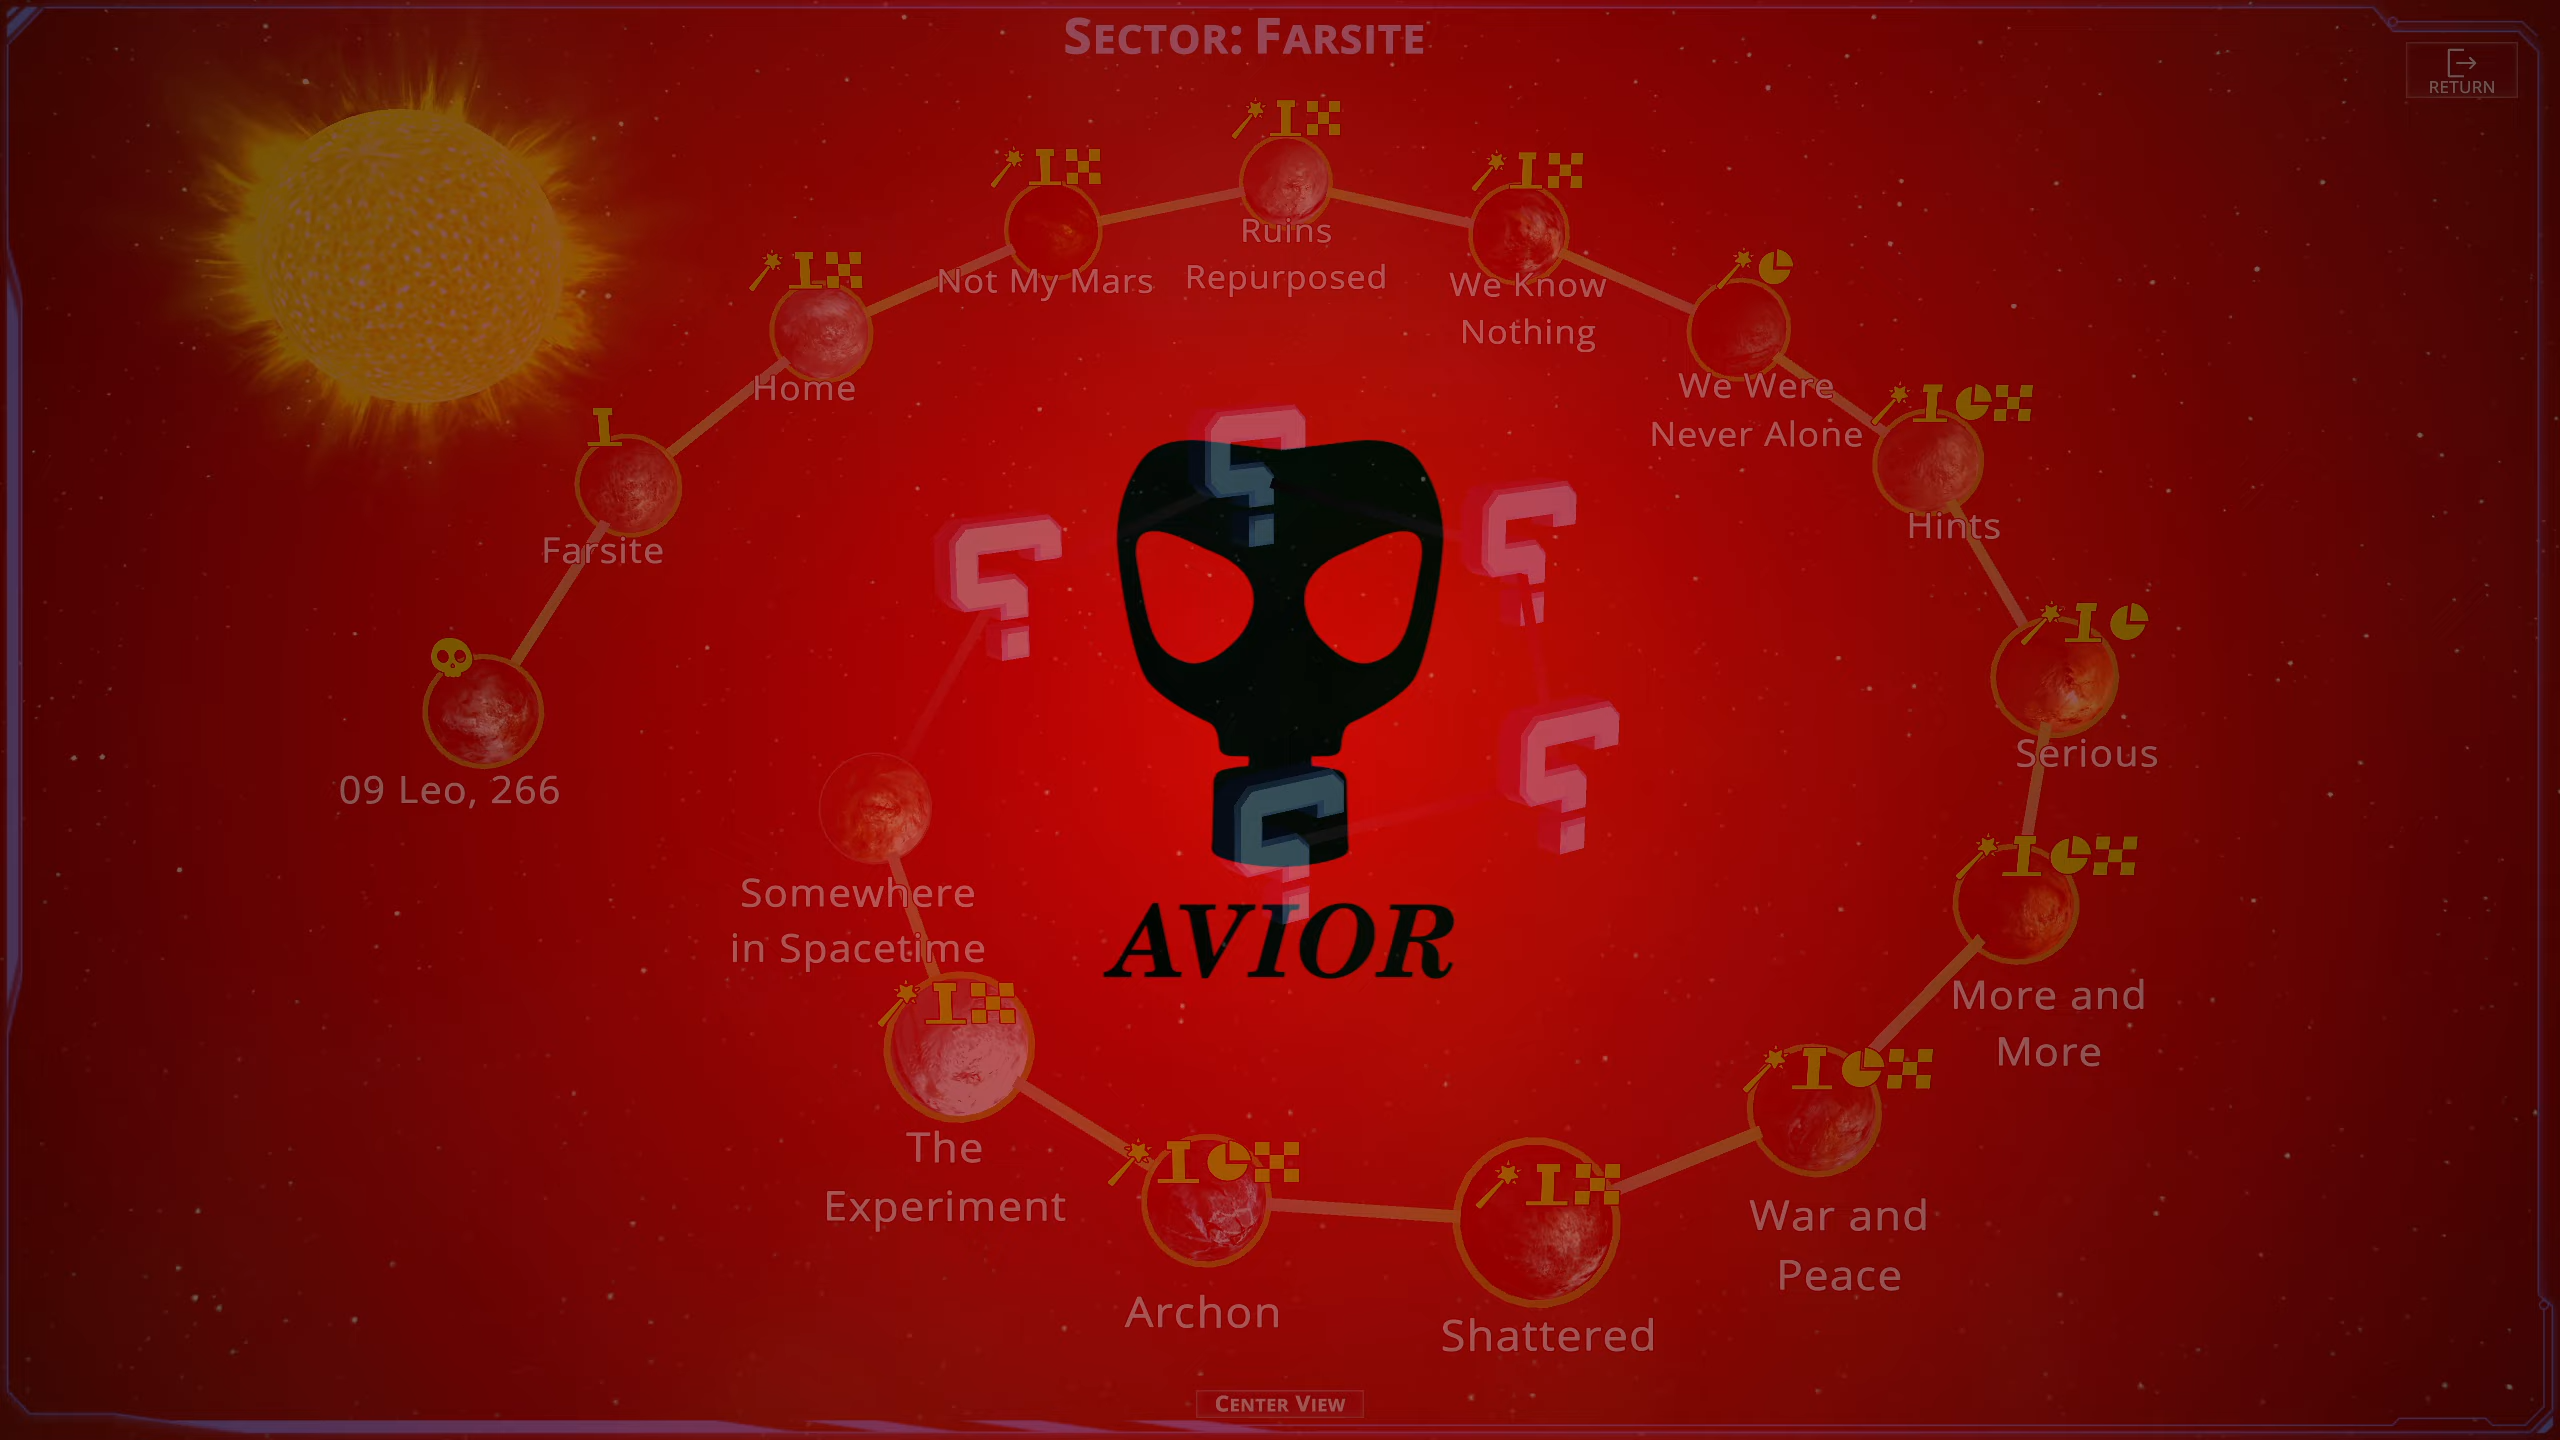 SECTOR: FARSITE
RETURN
Ruins
Repurposed
Not My Mars
We Know
Nothing
Home
We Were
Never Alone
Hints
Farsite
Serious
09 Leo, 266
Somewhere
in Spacetime
AVIOR
More and
More
The
Experiment
War and
Peace
Archon
Shattered
CENTER VIEW